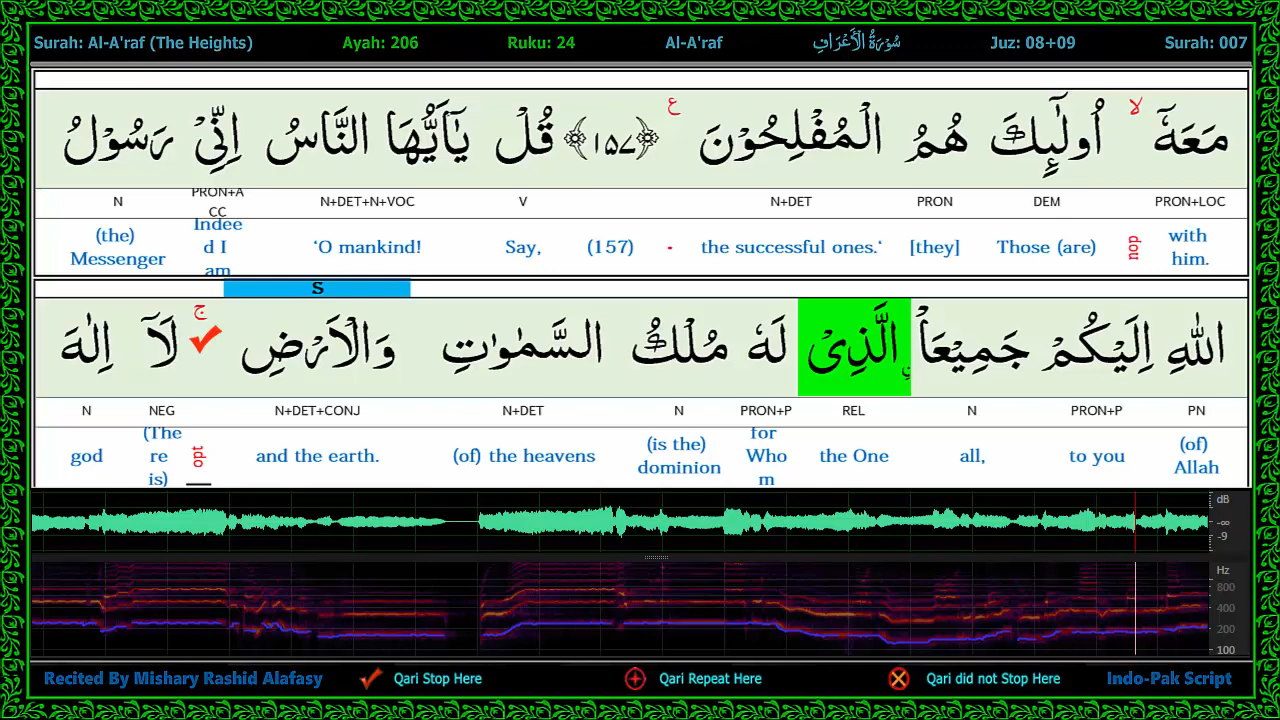 Surah: Al-A'raf (The Heights) Ayah: 206 Ruku: 24 Al-A'raf سُوْرَةُ الْأَعْرَافِ Juz: 08+09 Surah: 007
مَعَهٗۤ لا اُولٰٓئِكَ هُمُ الْمُفْلِحُوْنَ ع ﴿۱۵۷﴾ قُلْ يٰۤاَيُّهَا النَّاسُ اِنِّىْ رَسُوْلُ
N PRON+ACC N+DET+N+VOC V N+DET PRON DEM PRON+LOC
(the) Messenger Indeed I am 'O mankind! Say, (157) - the successful ones.' [they] Those (are) nop with him.
S
اللّٰهِ اِلَيْكُمْ جَمِيْعَاۨ الَّذِىْ لَهٗ مُلْكُ السَّمٰوٰتِ وَالْاَرْضِ ج لَاۤ اِلٰهَ
N NEG N+DET+CONJ N+DET N PRON+P REL N PRON+P PN
god (There is) opt and the earth. (of) the heavens (is the) dominion for Whom the One all, to you (of) Allah
dB
-∞
-9
Hz
800
400
200
100
Recited By Mishary Rashid Alafasy Qari Stop Here Qari Repeat Here Qari did not Stop Here Indo-Pak Script